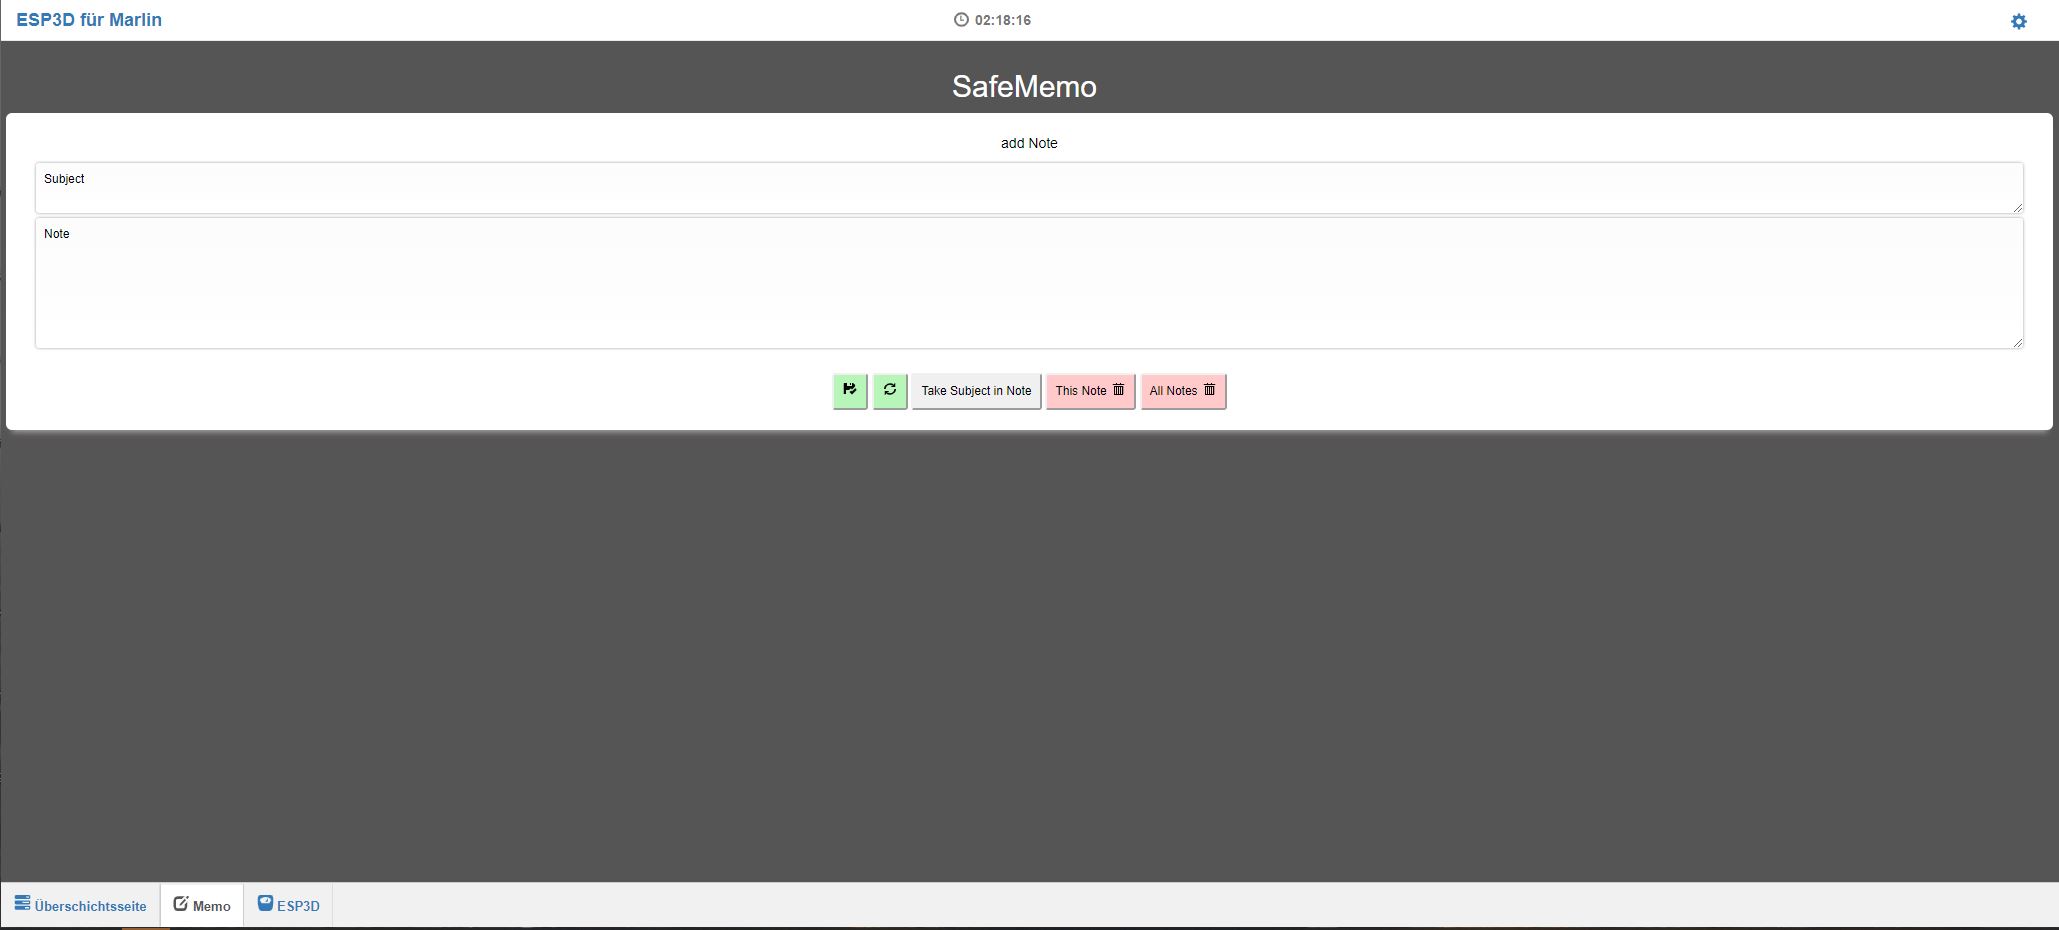 ESP3D für Marlin
02:18:16
SafeMemo
add Note
Subject
Note
Take Subject in Note This Note All Notes
Überschichtsseite Memo ESP3D